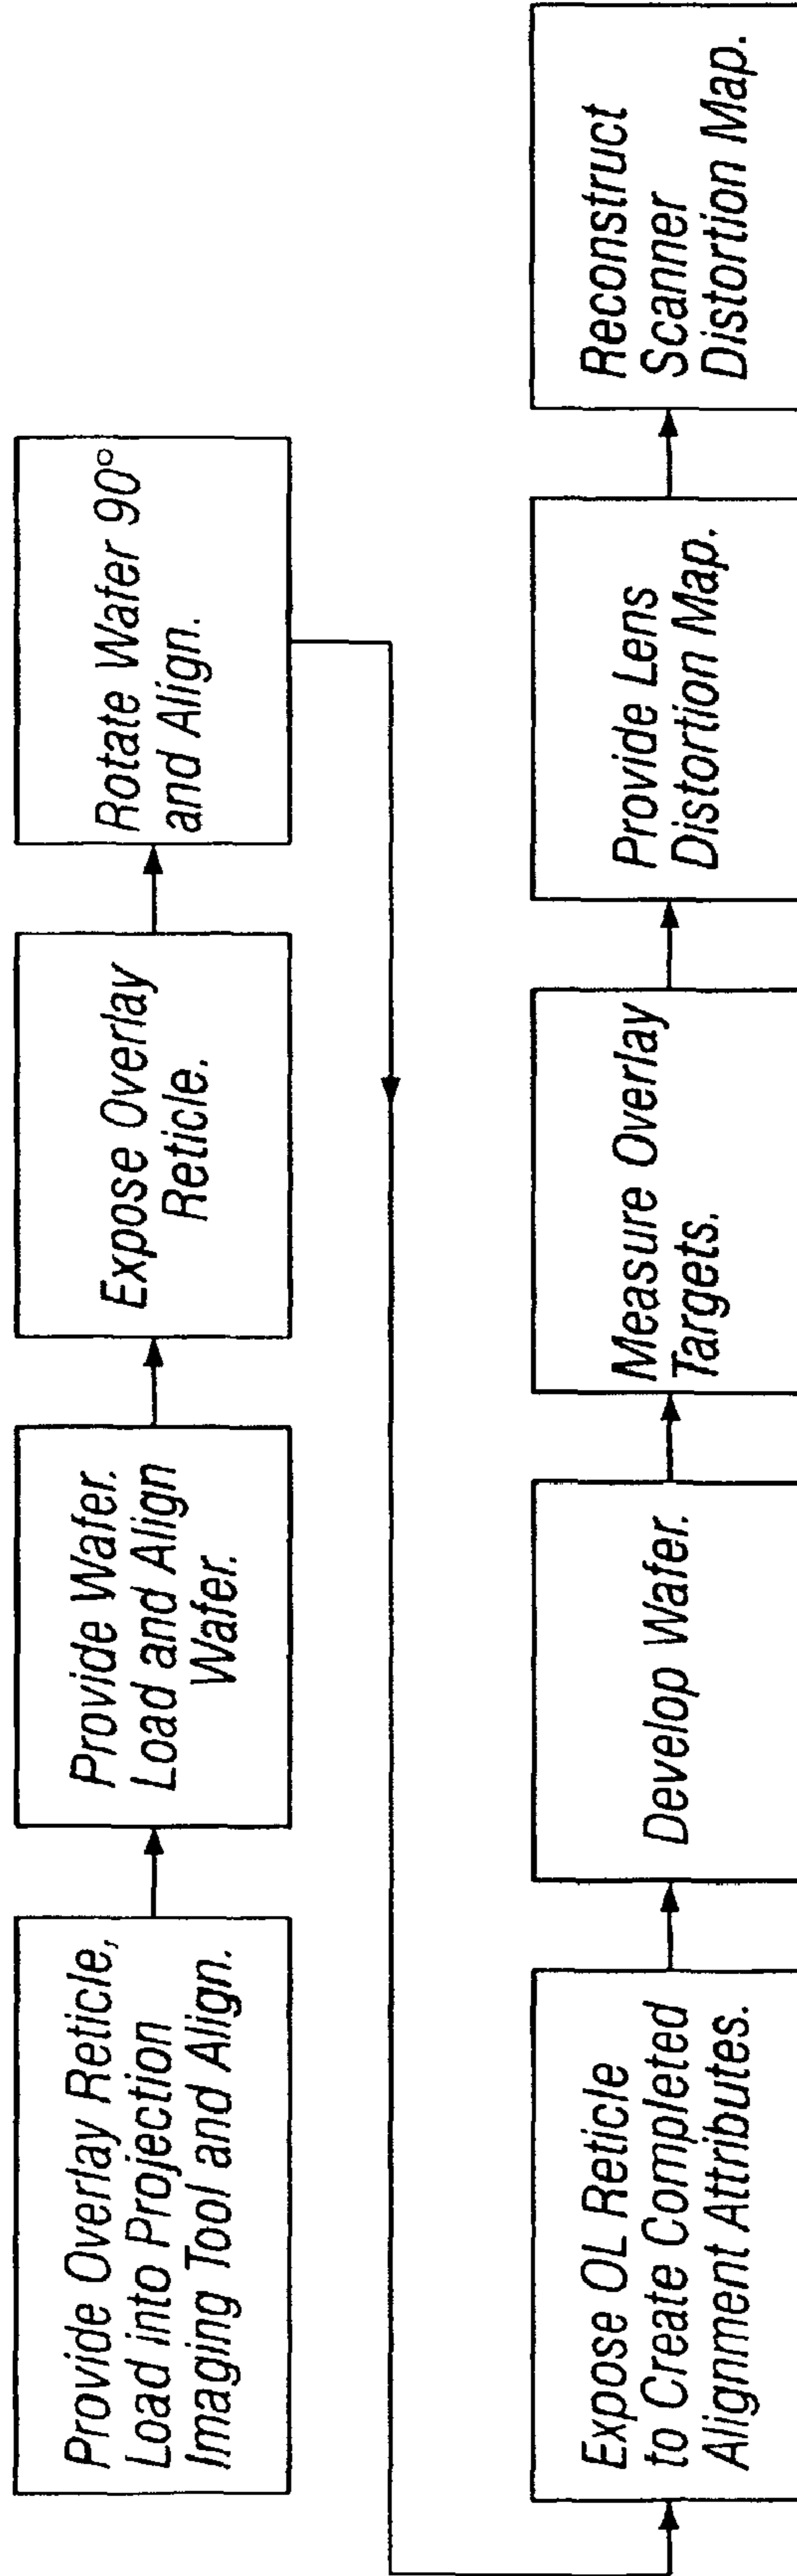 Provide Overlay Reticle,
Load into Projection
Imaging Tool and Align.
Provide Wafer.
Load and Align
Wafer.
Expose Overlay
Reticle.
Rotate Wafer 90°
and Align.
Expose OL Reticle
to Create Completed
Alignment Attributes.
Develop Wafer.
Measure Overlay
Targets.
Provide Lens
Distortion Map.
Reconstruct
Scanner
Distortion Map.